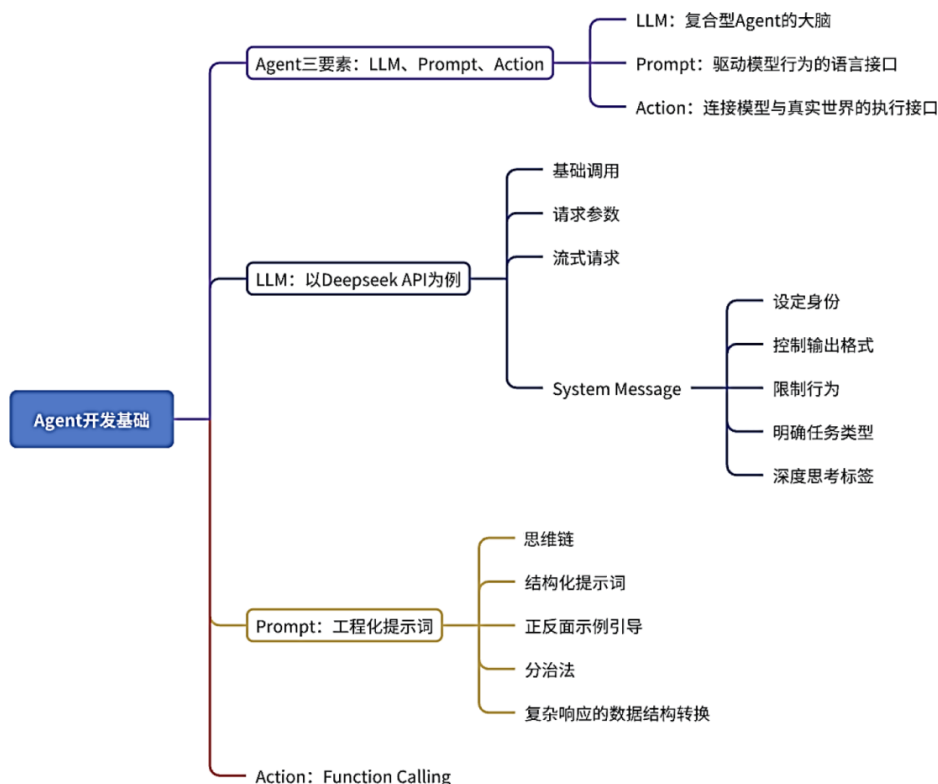 Agent开发基础
Agent三要素：LLM、Prompt、Action
LLM：复合型Agent的大脑
Prompt：驱动模型行为的语言接口
Action：连接模型与真实世界的执行接口
LLM：以Deepseek API为例
基础调用
请求参数
流式请求
System Message
设定身份
控制输出格式
限制行为
明确任务类型
深度思考标签
Prompt：工程化提示词
思维链
结构化提示词
正反面示例引导
分治法
复杂响应的数据结构转换
Action：Function Calling